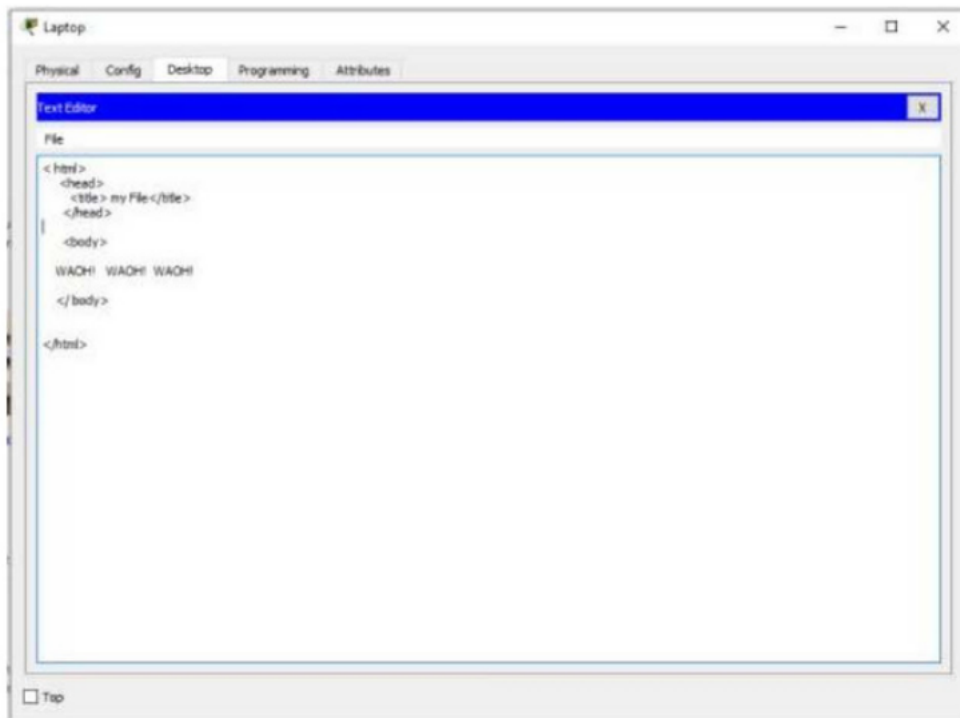 Laptop
Physical Config Desktop Programming Attributes
Text Editor X
File
< html>
<head>
<title> my File</title>
</head>
<body>
WAOH! WAOH! WAOH!
</ body>
</html>
Top